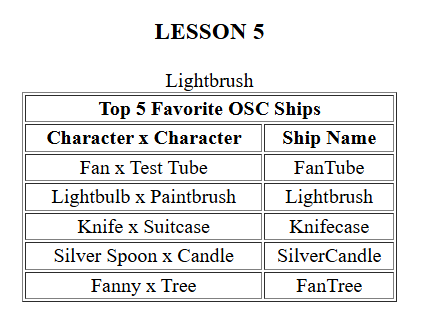 LESSON 5
Lightbrush
Top 5 Favorite OSC Ships
Character x Character Ship Name
Fan x Test Tube FanTube
Lightbulb x Paintbrush Lightbrush
Knife x Suitcase Knifecase
Silver Spoon x Candle SilverCandle
Fanny x Tree FanTree